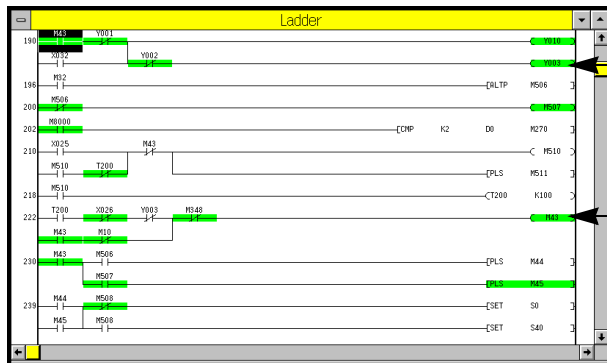 Ladder
M43 Y001
190 Y010
X032 Y002
Y003
M32
196 ALTP M506
M506
200 M507
M8000
202 CMP K2 D0 M270
X025 M43
210 M510
M510 T200
PLS M511
M510
218 T200 K100
T200 X026 Y003 M348
222 M43
M43 M10
M43 M506
230 PLS M44
M507
PLS M45
M44 M508
239 SET S0
M45 M508
SET S40